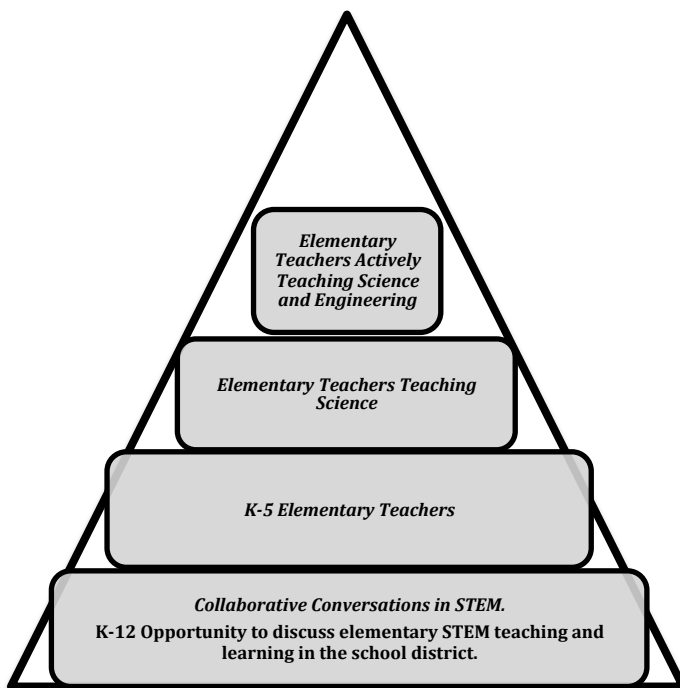 Elementary
Teachers Actively
Teaching Science
and Engineering
Elementary Teachers Teaching
Science
K-5 Elementary Teachers
Collaborative Conversations in STEM.
K-12 Opportunity to discuss elementary STEM teaching and
learning in the school district.